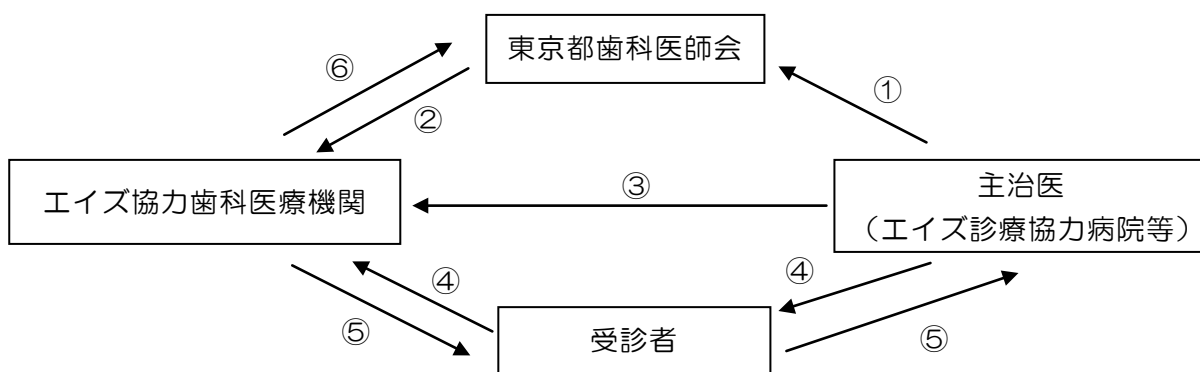 東京都歯科医師会
⑥
①
②
エイズ協力歯科医療機関
③
主治医
（エイズ診療協力病院等）
④
④
⑤
受診者
⑤